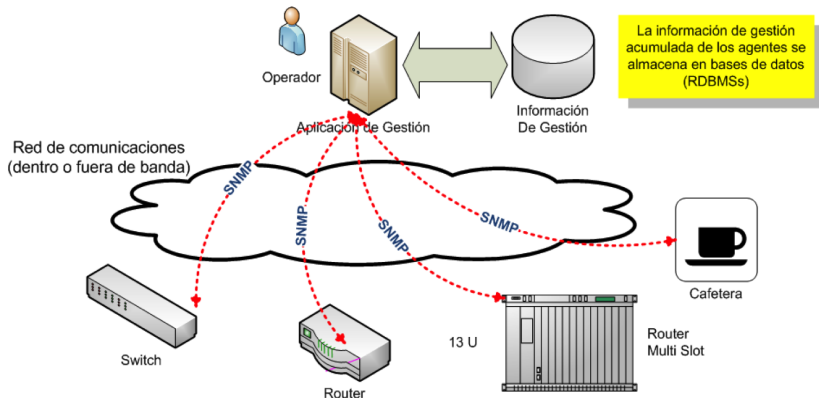 La información de gestión
acumulada de los agentes se
almacena en bases de datos
(RDBMSs)
Operador
Aplicación de Gestión
Información
De Gestión
Red de comunicaciones
(dentro o fuera de banda)
SNMP
SNMP
SNMP
SNMP
Cafetera
Switch
Router
13 U
Router
Multi Slot